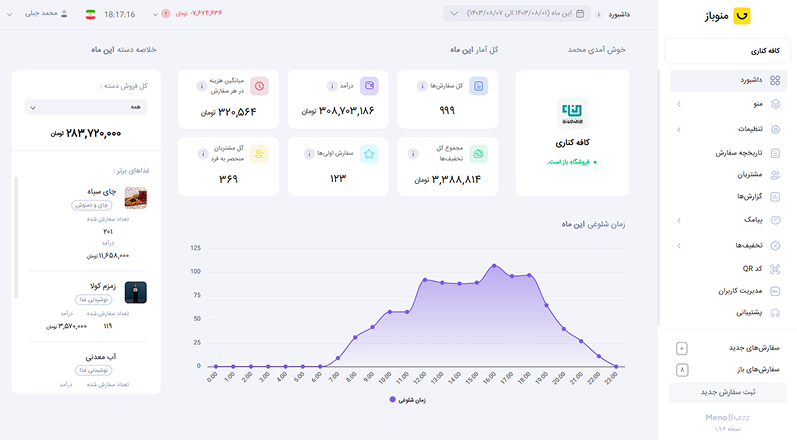 منوباز
کافه کناری
داشبورد
منو
تنظیمات
تاریخچه سفارش
مشتریان
گزارش‌ها
پیامک
تخفیف‌ها
کد QR
مدیریت کاربران
پشتیبانی
سفارش‌های جدید ۰
سفارش‌های باز ۸
ثبت سفارش جدید
MenoBuzz
نسخه ۱.۹.۴
داشبورد
این ماه (۱۴۰۳/۰۸/۰۱ الی ۱۴۰۳/۰۸/۰۷)
-۷,۶۷۴,۶۳۶ تومان
18:17:16
محمد جبلی
خوش آمدی محمد
کافه کناری
فروشگاه باز است.
کل آمار این ماه
کل سفارش‌ها
۹۹۹
درآمد
۳۰۸,۷۰۳,۱۸۶ تومان
میانگین هزینه در هر سفارش
۳۲۰,۵۶۴ تومان
مجموع کل تخفیف‌ها
۳,۳۸۸,۸۱۴ تومان
سفارش اولی‌ها
۱۲۳
کل مشتریان منحصر به فرد
۳۶۹
خلاصه دسته این ماه
کل فروش دسته :
همه
۲۸۳,۷۲۰,۰۰۰ تومان
غذاهای برتر :
چای سیاه
چای و دمنوش
تعداد سفارش شده
۲۰۱
درآمد
۱۱,۶۵۸,۰۰۰ تومان
زمزم کولا
نوشیدنی غذا
تعداد سفارش شده درآمد
۱۱۹ ۳,۵۷۰,۰۰۰ تومان
آب معدنی
نوشیدنی غذا
تعداد سفارش شده درآمد
زمان شلوغی این ماه
125
100
75
50
25
0
0:00 1:00 2:00 3:00 4:00 5:00 6:00 7:00 8:00 9:00 10:00 11:00 12:00 13:00 14:00 15:00 16:00 17:00 18:00 19:00 20:00 21:00 22:00 23:00
زمان شلوغی